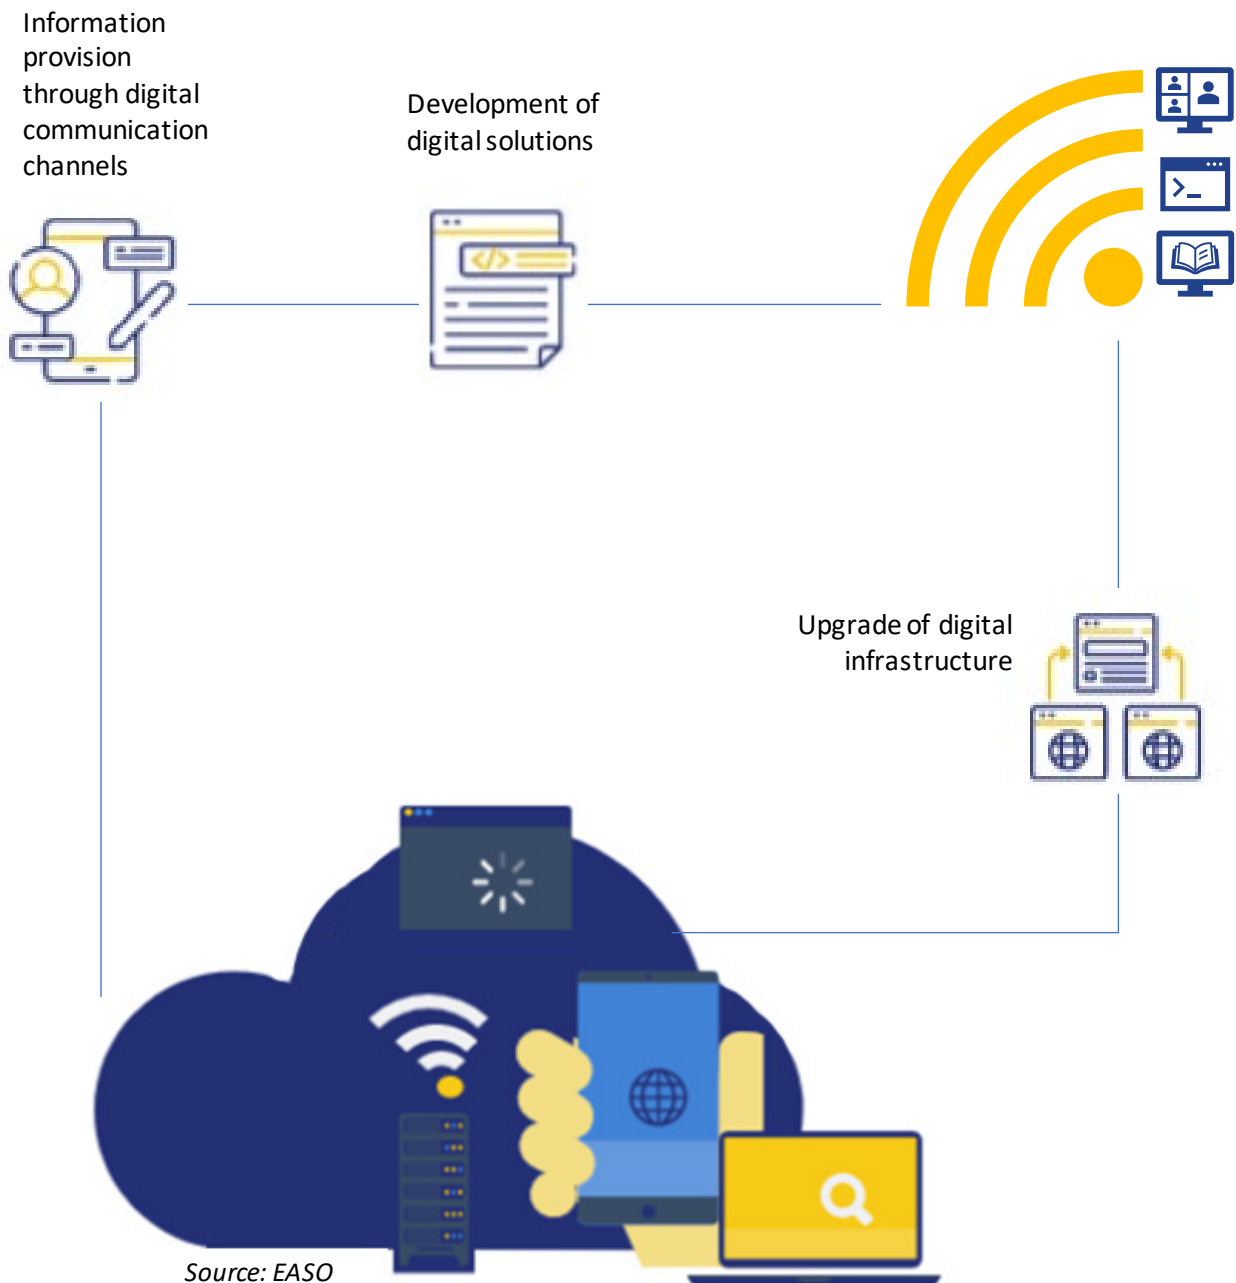 Information
provision
through digital
communication
channels
Development of
digital solutions
Upgrade of digital
infrastructure
Source: EASO